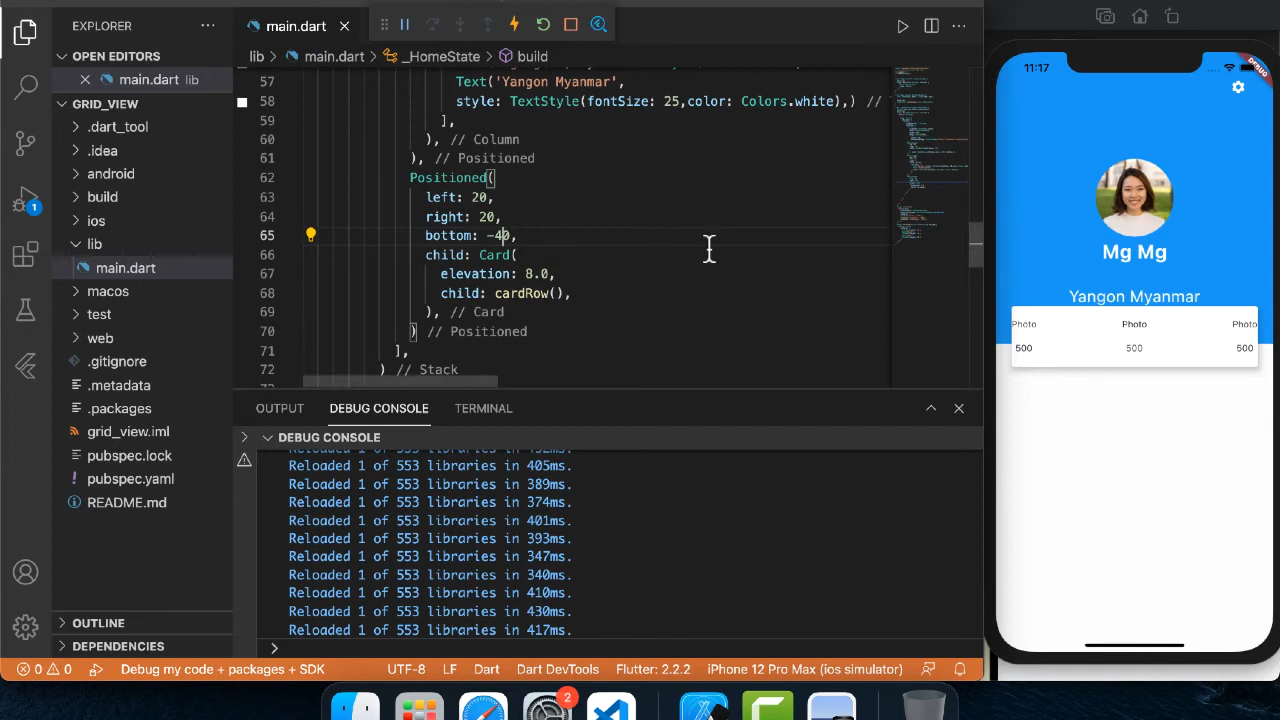 EXPLORER
OPEN EDITORS
main.dart lib
GRID_VIEW
.dart_tool
.idea
android
build
ios
lib
main.dart
macos
test
web
.gitignore
.metadata
.packages
grid_view.iml
pubspec.lock
pubspec.yaml
README.md
OUTLINE
DEPENDENCIES
1
main.dart
lib > main.dart > _HomeState > build
57 Text('Yangon Myanmar',
58 style: TextStyle(fontSize: 25,color: Colors.white),) //
59 ],
60 ), // Column
61 ), // Positioned
62 Positioned(
63 left: 20,
64 right: 20,
65 bottom: -40,
66 child: Card(
67 elevation: 8.0,
68 child: cardRow(),
69 ), // Card
70 ) // Positioned
71 ],
72 ) // Stack
OUTPUT DEBUG CONSOLE TERMINAL
DEBUG CONSOLE
Reloaded 1 of 553 libraries in 405ms.
Reloaded 1 of 553 libraries in 389ms.
Reloaded 1 of 553 libraries in 374ms.
Reloaded 1 of 553 libraries in 401ms.
Reloaded 1 of 553 libraries in 393ms.
Reloaded 1 of 553 libraries in 347ms.
Reloaded 1 of 553 libraries in 340ms.
Reloaded 1 of 553 libraries in 410ms.
Reloaded 1 of 553 libraries in 430ms.
Reloaded 1 of 553 libraries in 417ms.
0 0 Debug my code + packages + SDK UTF-8 LF Dart Dart DevTools Flutter: 2.2.2 iPhone 12 Pro Max (ios simulator)
2
11:17
DEBUG
Mg Mg
Yangon Myanmar
Photo Photo Photo
500 500 500